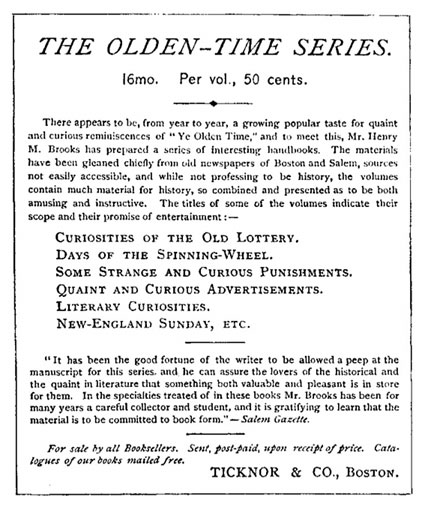 THE OLDEN-TIME SERIES.
16mo. Per vol., 50 cents.
There appears to be, from year to year, a growing popular taste for quaint
and curious reminiscences of "Ye Olden Time," and to meet this, Mr. Henry
M. Brooks has prepared a series of interesting handbooks. The materials
have been gleaned chiefly from old newspapers of Boston and Salem, sources
not easily accessible, and while not professing to be history, the volumes
contain much material for history, so combined and presented as to be both
amusing and instructive. The titles of some of the volumes indicate their
scope and their promise of entertainment:—
CURIOSITIES OF THE OLD LOTTERY.
DAYS OF THE SPINNING-WHEEL.
SOME STRANGE AND CURIOUS PUNISHMENTS.
QUAINT AND CURIOUS ADVERTISEMENTS.
LITERARY CURIOSITIES.
NEW-ENGLAND SUNDAY, ETC.
"It has been the good fortune of the writer to be allowed a peep at the
manuscript for this series, and he can assure the lovers of the historical and
the quaint in literature that something both valuable and pleasant is in store
for them. In the specialties treated of in these books Mr. Brooks has been for
many years a careful collector and student, and it is gratifying to learn that the
material is to be committed to book form."—Salem Gazette.
For sale by all Booksellers. Sent, post-paid, upon receipt of price. Cata-
logues of our books mailed free.
TICKNOR & CO., BOSTON.